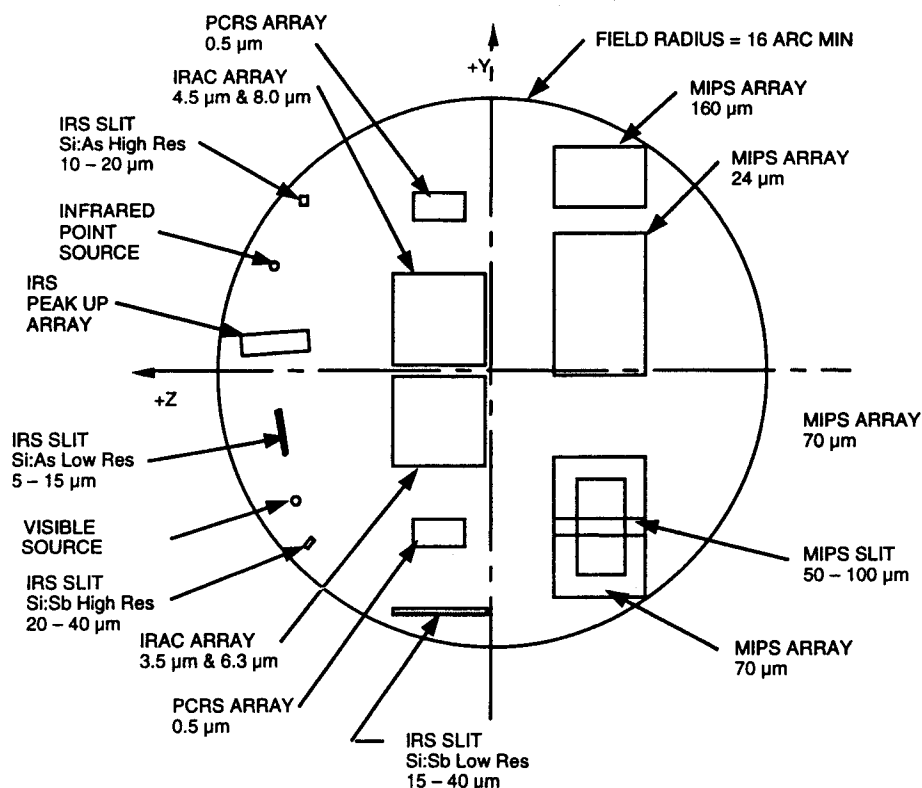 PCRS ARRAY
0.5 µm
+Y
FIELD RADIUS = 16 ARC MIN
IRAC ARRAY
4.5 µm & 8.0 µm
MIPS ARRAY
160 µm
IRS SLIT
Si:As High Res
10 – 20 µm
MIPS ARRAY
24 µm
INFRARED
POINT
SOURCE
IRS
PEAK UP
ARRAY
+Z
MIPS ARRAY
70 µm
IRS SLIT
Si:As Low Res
5 – 15 µm
VISIBLE
SOURCE
MIPS SLIT
50 – 100 µm
IRS SLIT
Si:Sb High Res
20 – 40 µm
IRAC ARRAY
3.5 µm & 6.3 µm
MIPS ARRAY
70 µm
PCRS ARRAY
0.5 µm
IRS SLIT
Si:Sb Low Res
15 – 40 µm